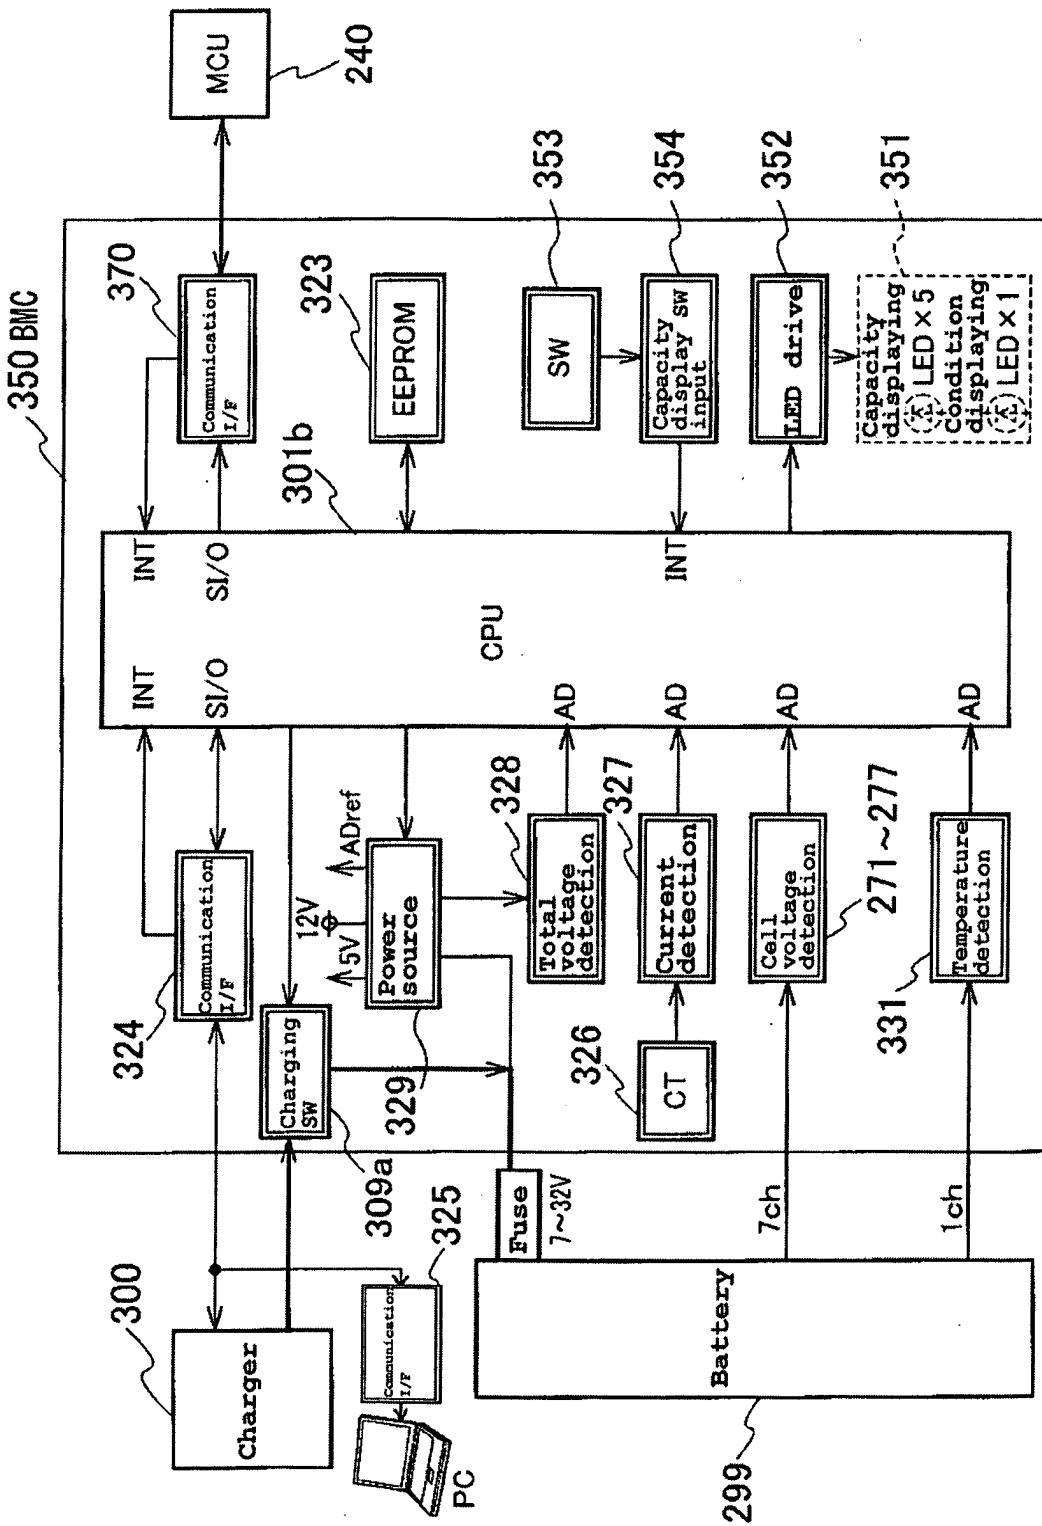 350 BMC
300
Charger
324
Communication
I/F
INT
SI/O
INT
SI/O
370
Communication
I/F
MCU
240
Charging
SW
309a
325
Communication
I/F
PC
5V
12V
ADref
Power
source
329
301b
EEPROM
323
CPU
Fuse
7~32V
328
Total
voltage
detection
AD
SW
353
326
CT
327
Current
detection
AD
INT
Capacity
display SW
input
354
Battery
299
7ch
Cell
voltage
detection
271~277
AD
LED drive
352
1ch
331
Temperature
detection
AD
351
Capacity
displaying
LED×5
Condition
displaying
LED×1